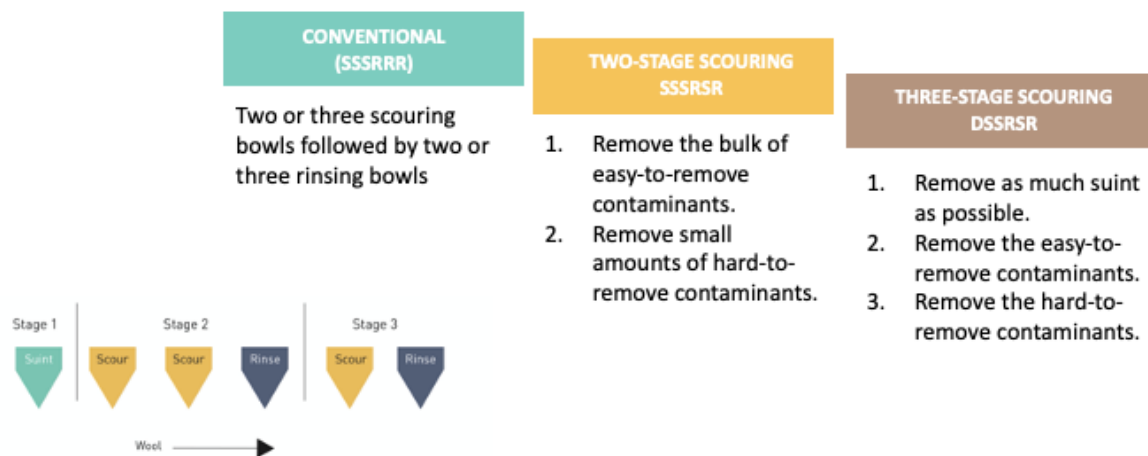 CONVENTIONAL
(SSSRRR)
Two or three scouring
bowls followed by two or
three rinsing bowls
TWO-STAGE SCOURING
SSSRSR
1. Remove the bulk of
easy-to-remove
contaminants.
2. Remove small
amounts of hard-to-
remove contaminants.
THREE-STAGE SCOURING
DSSRSR
1. Remove as much suint
as possible.
2. Remove the easy-to-
remove contaminants.
3. Remove the hard-to-
remove contaminants.
Stage 1 Stage 2 Stage 3
Suint Scour Scour Rinse Scour Rinse
Wool